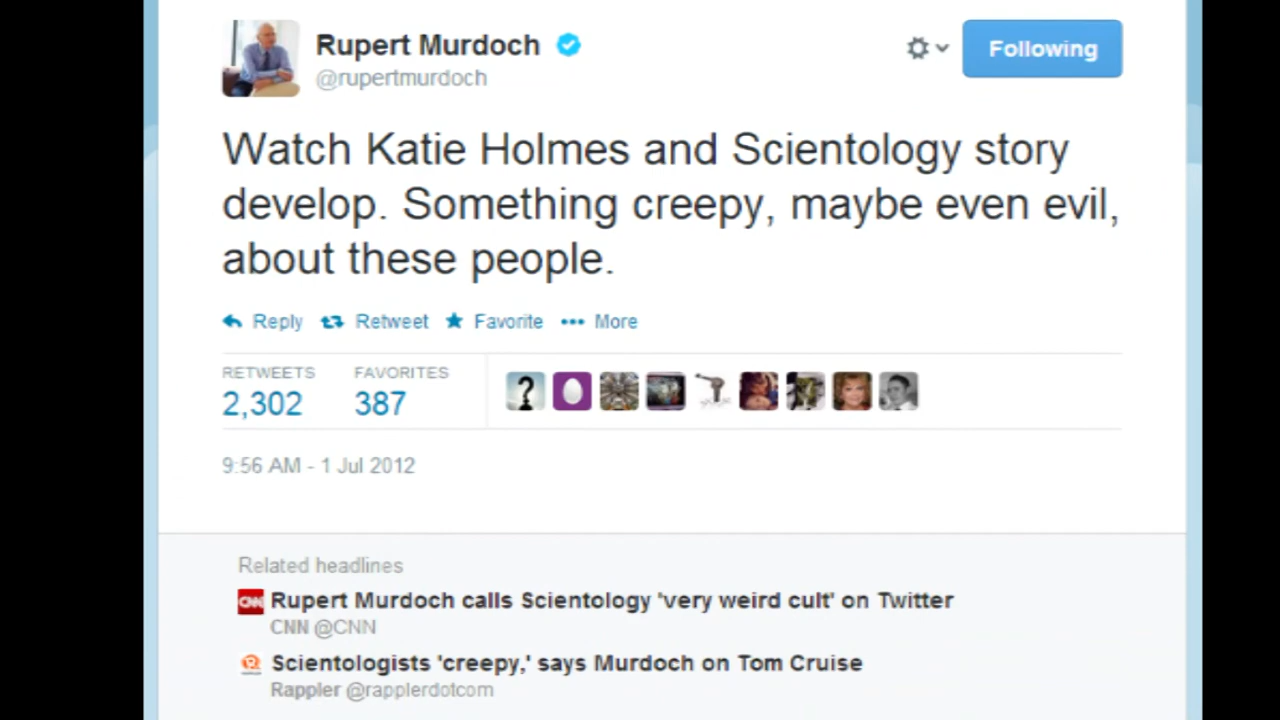 Rupert Murdoch
@rupertmurdoch
Following
Watch Katie Holmes and Scientology story
develop. Something creepy, maybe even evil,
about these people.
Reply Retweet Favorite More
RETWEETS FAVORITES
2,302 387
9:56 AM - 1 Jul 2012
Related headlines
CNN Rupert Murdoch calls Scientology 'very weird cult' on Twitter
CNN @CNN
Scientologists 'creepy,' says Murdoch on Tom Cruise
Rappler @rapplerdotcom